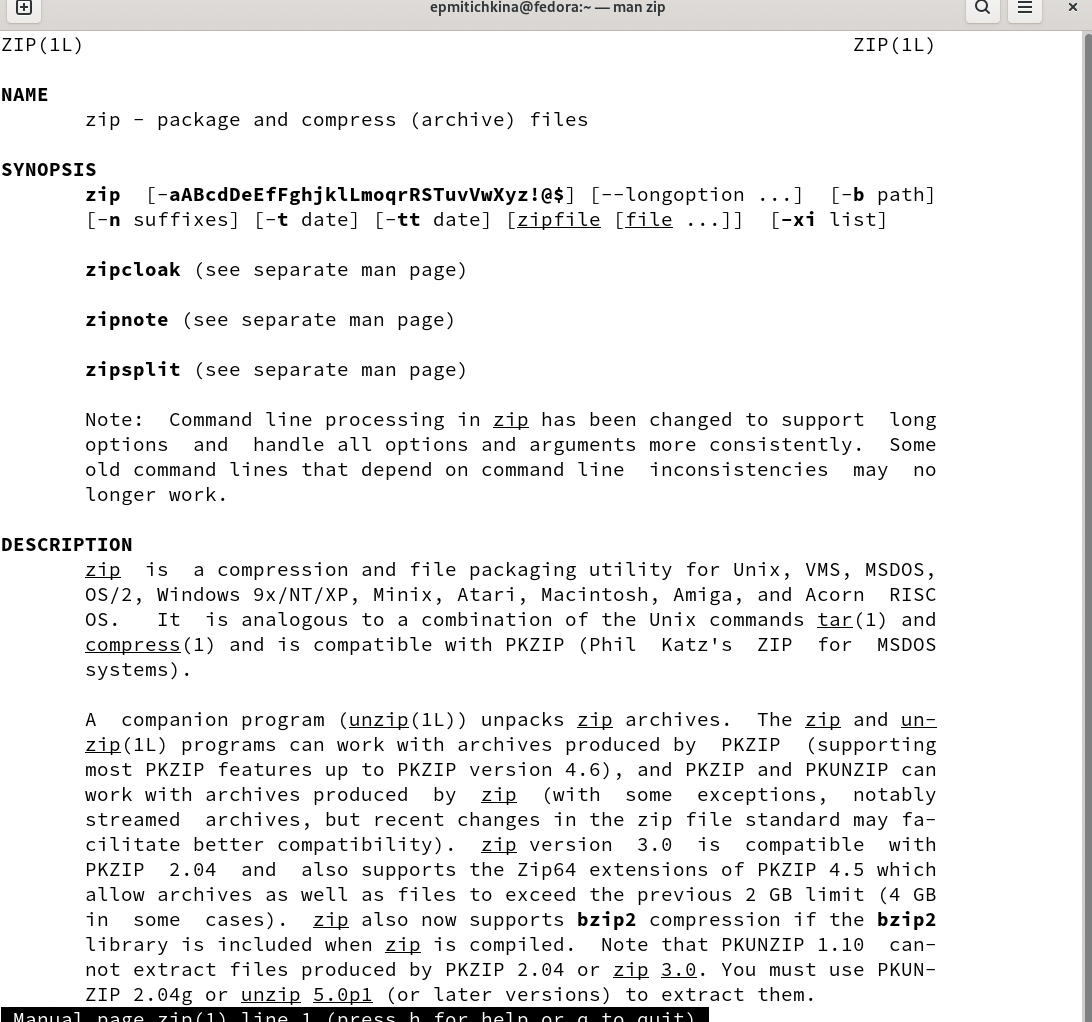 epmitichkina@fedora:~ — man zip
ZIP(1L) ZIP(1L)
NAME
zip - package and compress (archive) files
SYNOPSIS
zip [-aABcdDeEfFghjklLmoqrRSTuvVwXyz!@$] [--longoption ...] [-b path]
[-n suffixes] [-t date] [-tt date] [zipfile [file ...]] [-xi list]
zipcloak (see separate man page)
zipnote (see separate man page)
zipsplit (see separate man page)
Note: Command line processing in zip has been changed to support long
options and handle all options and arguments more consistently. Some
old command lines that depend on command line inconsistencies may no
longer work.
DESCRIPTION
zip is a compression and file packaging utility for Unix, VMS, MSDOS,
OS/2, Windows 9x/NT/XP, Minix, Atari, Macintosh, Amiga, and Acorn RISC
OS. It is analogous to a combination of the Unix commands tar(1) and
compress(1) and is compatible with PKZIP (Phil Katz's ZIP for MSDOS
systems).
A companion program (unzip(1L)) unpacks zip archives. The zip and un-
zip(1L) programs can work with archives produced by PKZIP (supporting
most PKZIP features up to PKZIP version 4.6), and PKZIP and PKUNZIP can
work with archives produced by zip (with some exceptions, notably
streamed archives, but recent changes in the zip file standard may fa-
cilitate better compatibility). zip version 3.0 is compatible with
PKZIP 2.04 and also supports the Zip64 extensions of PKZIP 4.5 which
allow archives as well as files to exceed the previous 2 GB limit (4 GB
in some cases). zip also now supports bzip2 compression if the bzip2
library is included when zip is compiled. Note that PKUNZIP 1.10 can-
not extract files produced by PKZIP 2.04 or zip 3.0. You must use PKUN-
ZIP 2.04g or unzip 5.0p1 (or later versions) to extract them.
Manual page zip(1) line 1 (press h for help or q to quit)